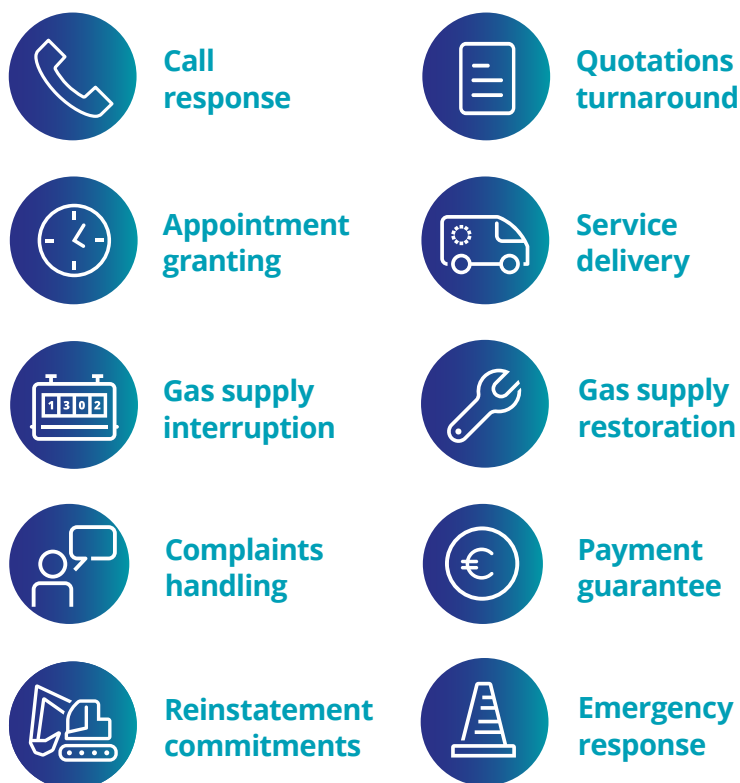 Call
response
Quotations
turnaround
Appointment
granting
Service
delivery
1302
Gas supply
interruption
Gas supply
restoration
Complaints
handling
€
Payment
guarantee
Reinstatement
commitments
Emergency
response